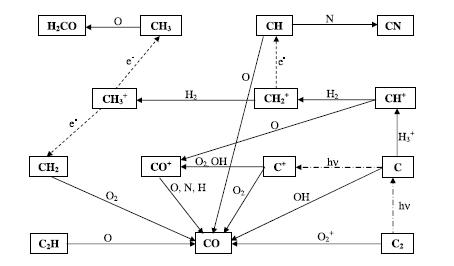 H₂CO O CH₃ CH N CN
e⁻ O e⁻
CH₃⁺ H₂ CH₂⁺ H₂ CH⁺
e⁻ O H₃⁺
CH₂ CO⁺ O₂ OH C⁺ hν C
O₂ O, N, H O₂ OH hν
C₂H O CO O₂⁺ C₂